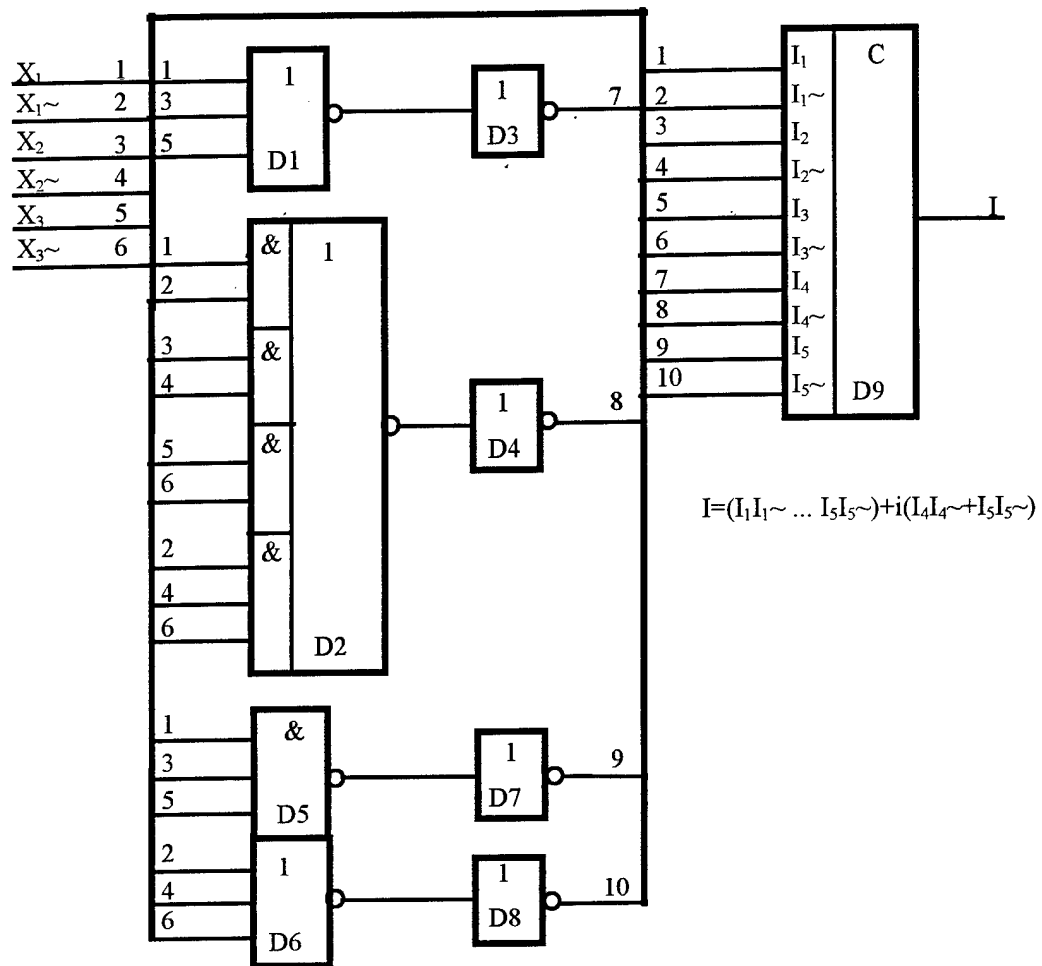 X₁ 1 1
X₁~ 2 3
X₂ 3 5
X₂~ 4
X₃ 5
X₃~ 6 1
2
3
4
5
6
2
4
6
1
3
5
2
4
6
1
D1
1
D3
7
& 1
&
&
&
D2
1
D4
8
&
D5
1
D7
9
1
D6
1
D8
10
1 I₁ C
2 I₁~
3 I₂
4 I₂~
5 I₃
6 I₃~
7 I₄
8 I₄~
9 I₅
10 I₅~ D9
I
I=(I₁I₁~ ... I₅I₅~)+i(I₄I₄~+I₅I₅~)